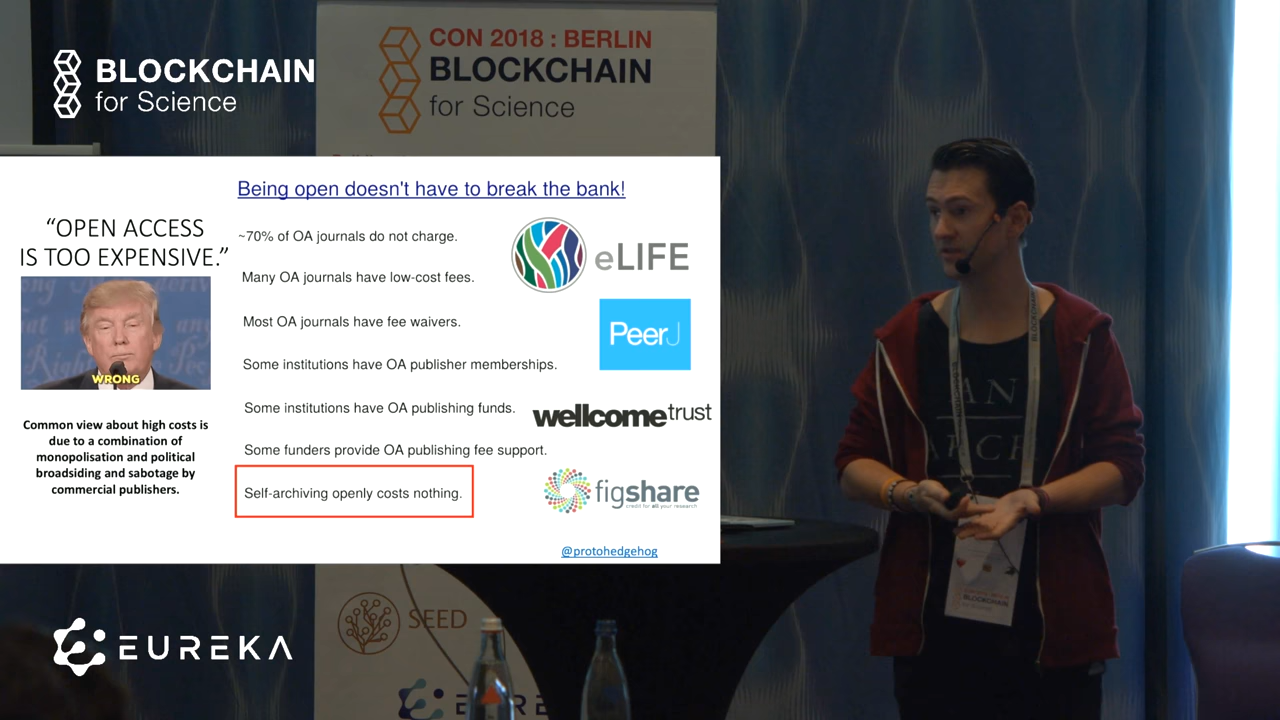 BLOCKCHAIN
for Science
CON 2018 : BERLIN
BLOCKCHAIN
for Science
Being open doesn't have to break the bank!
“OPEN ACCESS
IS TOO EXPENSIVE.”
WRONG
Common view about high costs is
due to a combination of
monopolisation and political
broadsiding and sabotage by
commercial publishers.
~70% of OA journals do not charge.
Many OA journals have low-cost fees.
Most OA journals have fee waivers.
Some institutions have OA publisher memberships.
Some institutions have OA publishing funds.
Some funders provide OA publishing fee support.
Self-archiving openly costs nothing.
eLIFE
PeerJ
wellcometrust
figshare
credit for all your research
@protohedgehog
SEED
EUREKA
BLOCKCHAIN